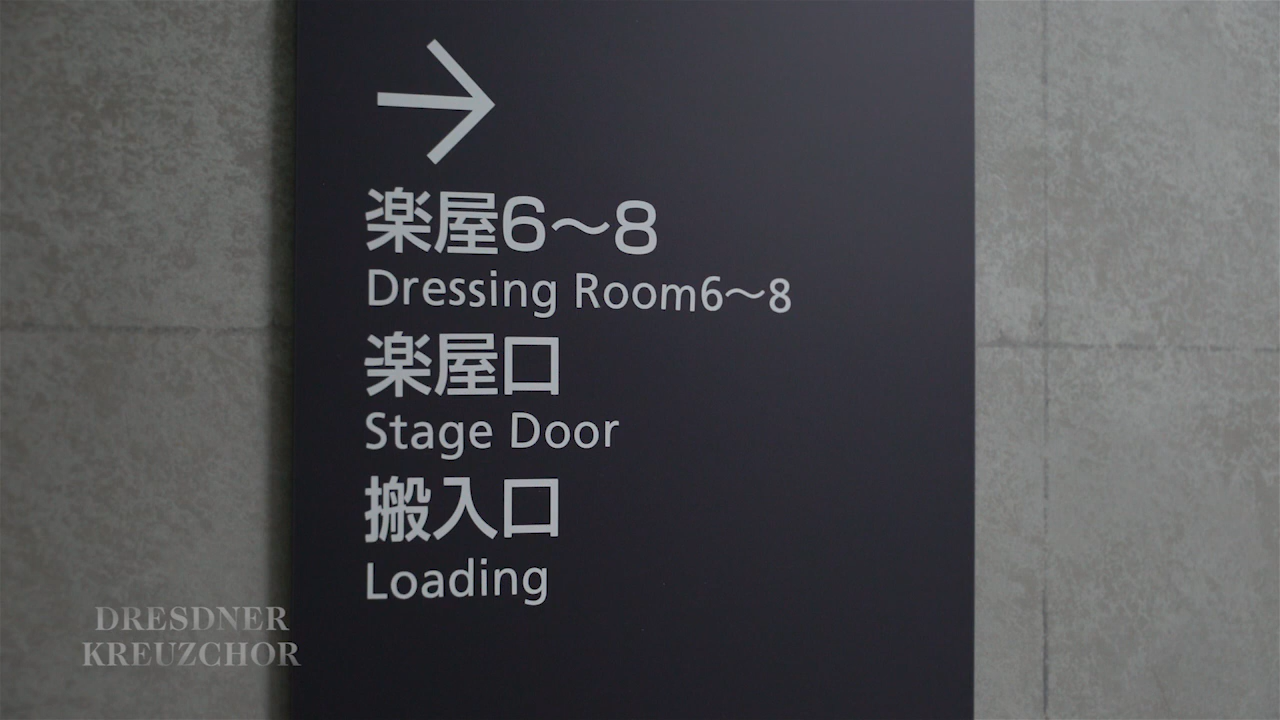 →
楽屋6〜8
Dressing Room6〜8
楽屋口
Stage Door
搬入口
Loading
DRESDNER
KREUZCHOR